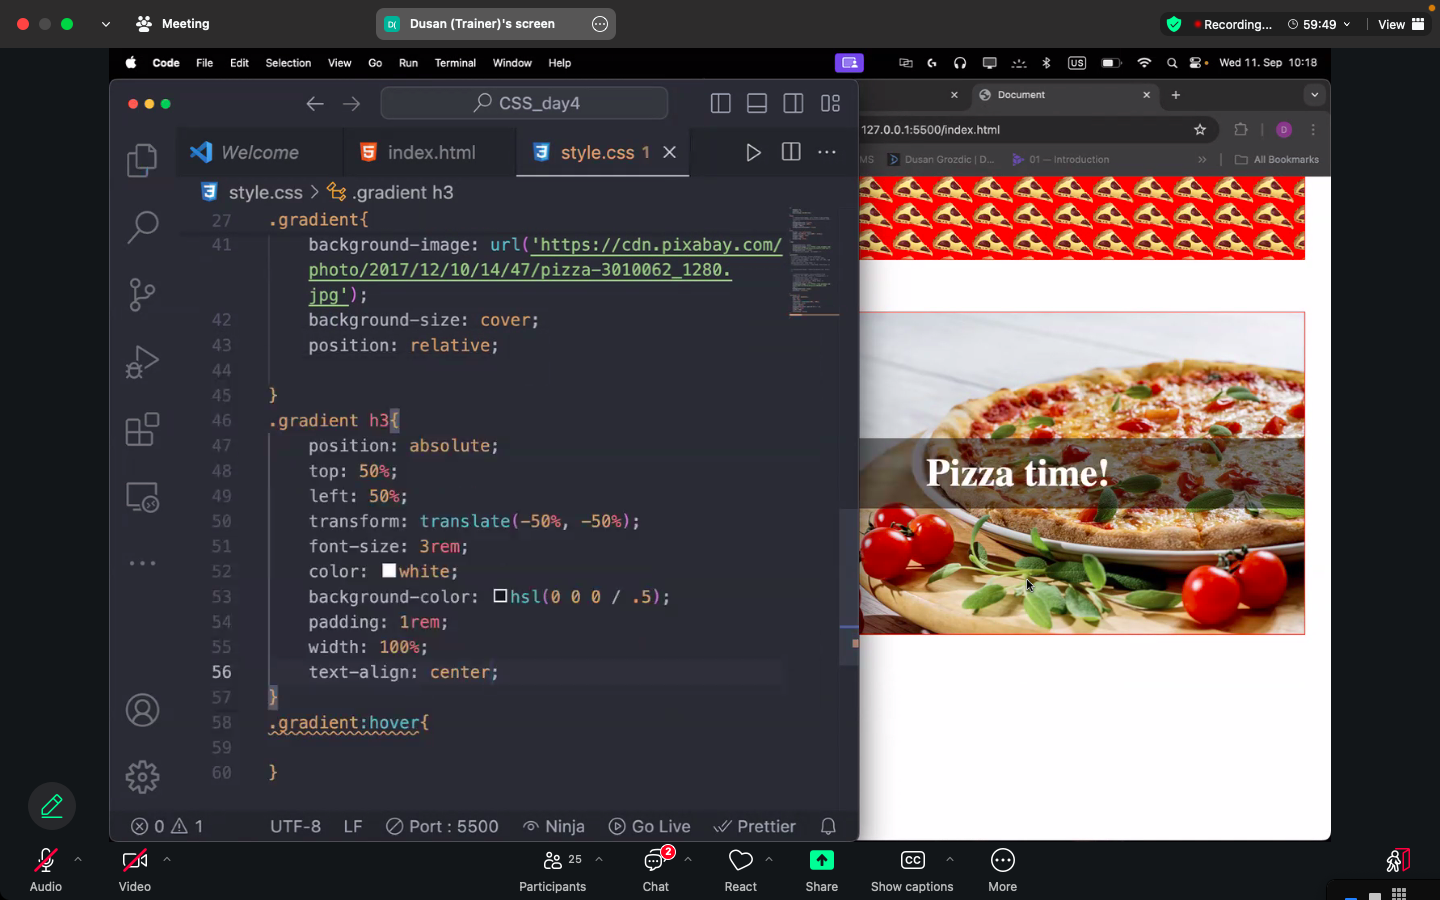 Meeting
D( Dusan (Trainer)'s screen
Recording...
59:49
View
Code File Edit Selection View Go Run Terminal Window Help
US
Wed 11. Sep 10:18
CSS_day4
Document
Welcome
index.html
style.css 1
127.0.0.1:5500/index.html
D
MS
Dusan Grozdic | D...
01 — Introduction
All Bookmarks
style.css > .gradient h3
27 .gradient{
41 background-image: url('https://cdn.pixabay.com/
photo/2017/12/10/14/47/pizza-3010062_1280.
jpg');
42 background-size: cover;
43 position: relative;
44
45 }
46 .gradient h3{
47 position: absolute;
48 top: 50%;
49 left: 50%;
50 transform: translate(-50%, -50%);
51 font-size: 3rem;
52 color: white;
53 background-color: hsl(0 0 0 / .5);
54 padding: 1rem;
55 width: 100%;
56 text-align: center;
57 }
58 .gradient:hover{
59
60 }
Pizza time!
0 1
UTF-8
LF
Port : 5500
Ninja
Go Live
Prettier
Audio
Video
25
Participants
2
Chat
React
Share
CC
Show captions
More